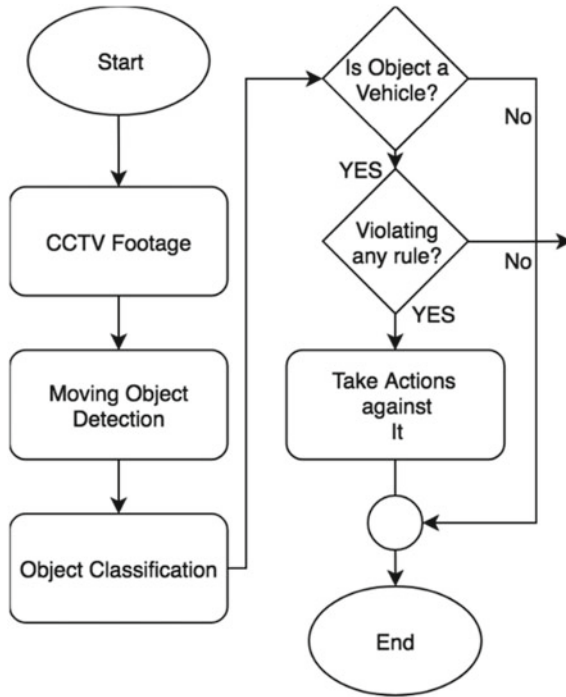 Start
CCTV Footage
Moving Object
Detection
Object Classification
Is Object a
Vehicle?
No
YES
Violating
any rule?
No
YES
Take Actions
against
It
End